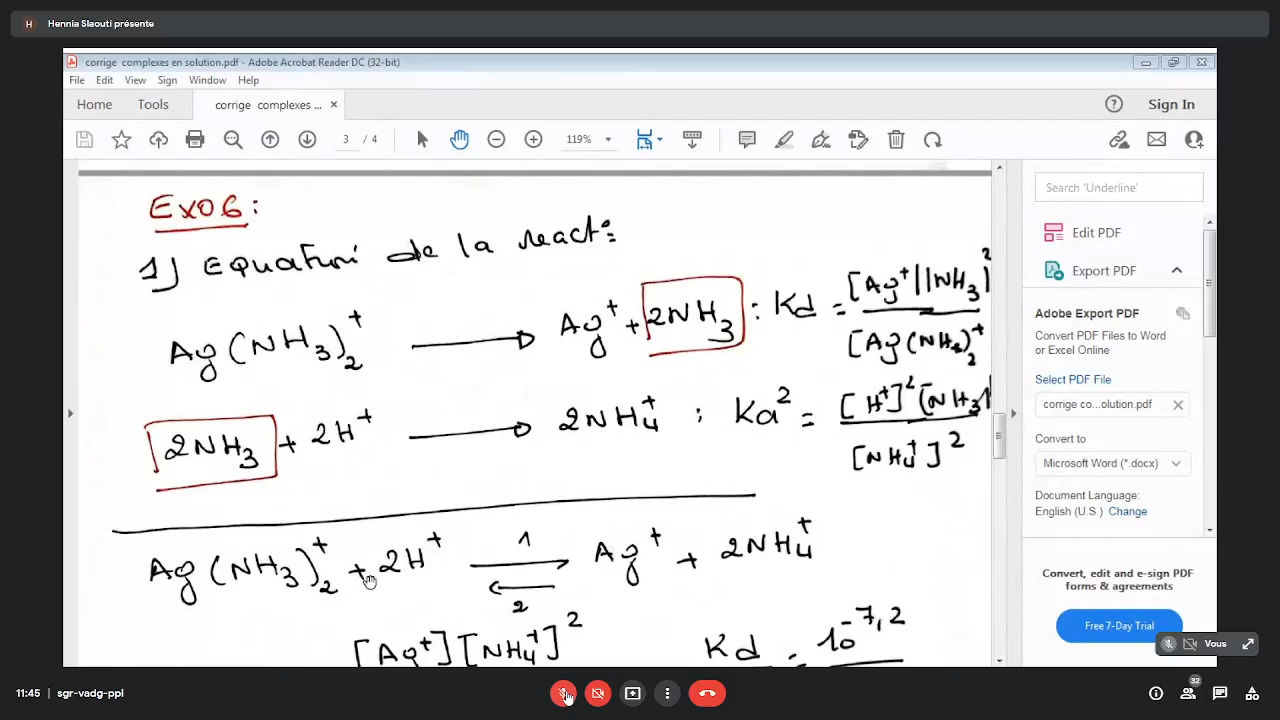 H Hennia Slaouti présente
corrige complexes en solution.pdf - Adobe Acrobat Reader DC (32-bit)
File Edit View Sign Window Help
Home Tools corrige complexes ... × ? Sign In
3 / 4 119%
Exo6:
1) Equation de la react°:
Ag(NH3)2+ → Ag+ + 2NH3 : Kd = [Ag+][NH3]2 / [Ag(NH3)2+
2NH3 + 2H+ → 2NH4+ : Ka2 = [H+]2[NH3] / [NH4+]2
Ag(NH3)2+ + 2H+ 1 ⇌ 2 Ag+ + 2NH4+
[Ag+][NH4+]2 Kd = 10-7,2
Search 'Underline'
Edit PDF
Export PDF
Adobe Export PDF
Convert PDF Files to Word
or Excel Online
Select PDF File
corrige co...olution.pdf ×
Convert to
Microsoft Word (*.docx)
Document Language:
English (U.S.) Change
Convert, edit and e-sign PDF
forms & agreements
Free 7-Day Trial
Vous
11:45 sgr-vadg-ppl
32